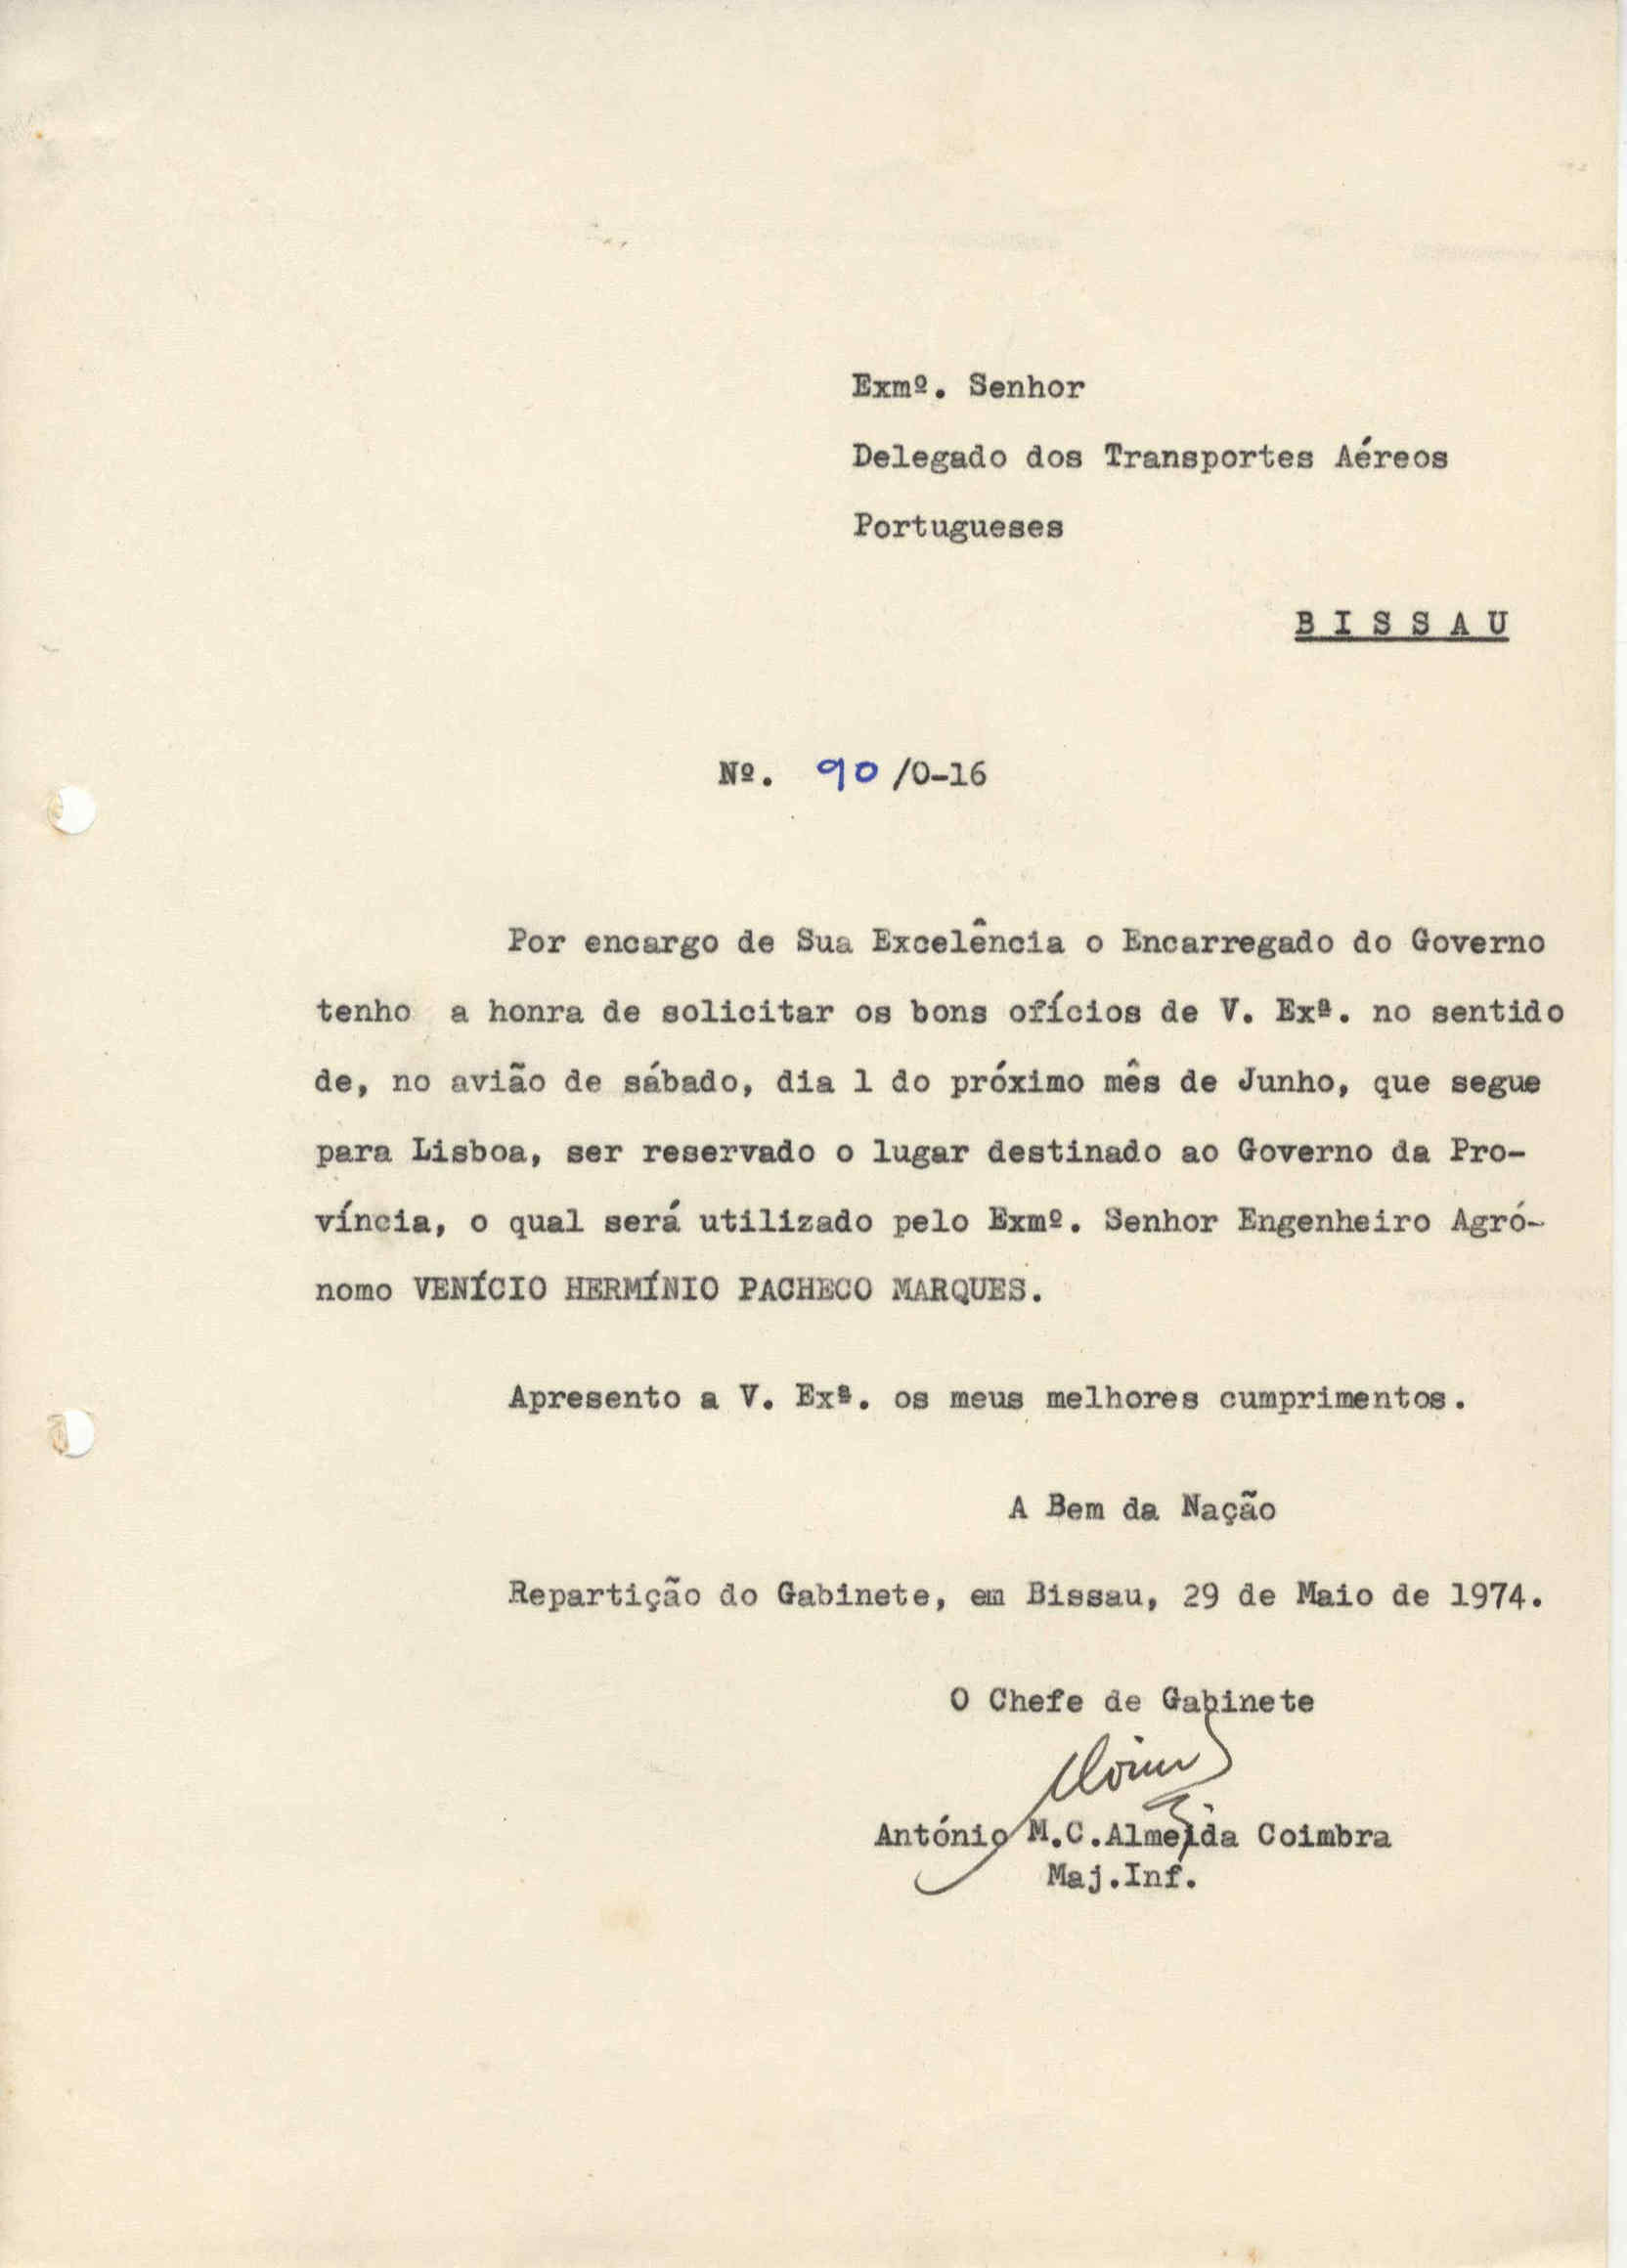 Exmº. Senhor
Delegado dos Transportes Aéreos
Portugueses
B I S S A U
Nº. 90/0-16
Por encargo de Sua Excelência o Encarregado do Governo
tenho a honra de solicitar os bons ofícios de V. Exª. no sentido
de, no avião de sábado, dia 1 do próximo mês de Junho, que segue
para Lisboa, ser reservado o lugar destinado ao Governo da Pro-
víncia, o qual será utilizado pelo Exmº. Senhor Engenheiro Agró-
nomo VENÍCIO HERMÍNIO PACHECO MARQUES.
Apresento a V. Exª. os meus melhores cumprimentos.
A Bem da Nação
Repartição do Gabinete, em Bissau, 29 de Maio de 1974.
O Chefe de Gabinete
António M.C.Almeida Coimbra
Maj.Inf.